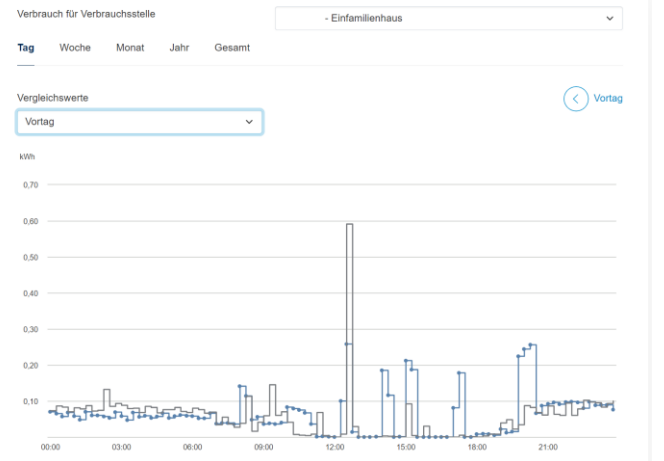 Verbrauch für Verbrauchsstelle
- Einfamilienhaus
Tag Woche Monat Jahr Gesamt
Vergleichswerte
Vortag
Vortag
kWh
0,70
0,60
0,50
0,40
0,30
0,20
0,10
00:00 03:00 06:00 09:00 12:00 15:00 18:00 21:00